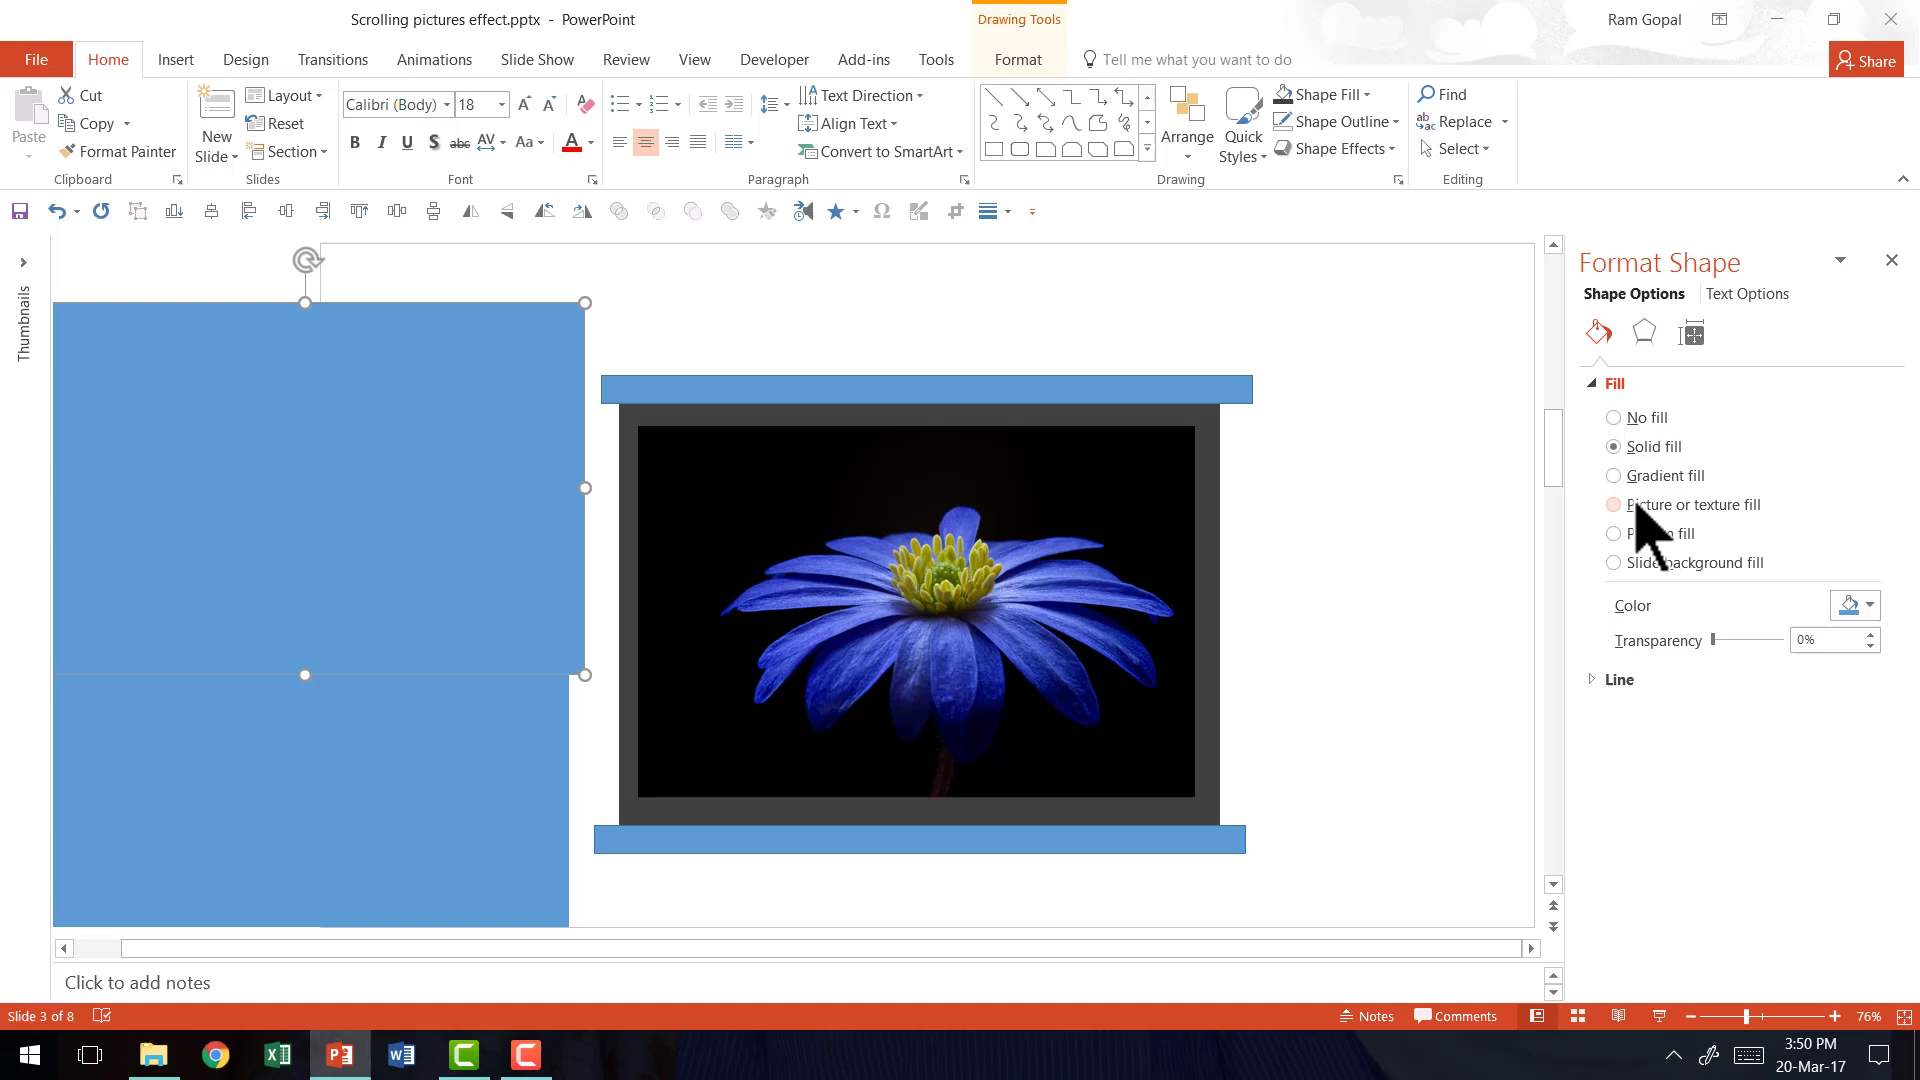 Scrolling pictures effect.pptx - PowerPoint
Drawing Tools
Ram Gopal
File
Home
Insert
Design
Transitions
Animations
Slide Show
Review
View
Developer
Add-ins
Tools
Format
Tell me what you want to do
Share
Paste
Cut
Copy
Format Painter
Clipboard
New
Slide
Layout
Reset
Section
Slides
Calibri (Body)
18
B I U S abc AV Aa A
Font
Text Direction
Align Text
Convert to SmartArt
Paragraph
Arrange
Quick
Styles
Shape Fill
Shape Outline
Shape Effects
Drawing
Find
Replace
Select
Editing
Thumbnails
Format Shape
Shape Options
Text Options
Fill
No fill
Solid fill
Gradient fill
Picture or texture fill
fill
Slide background fill
Color
Transparency
0%
Line
Click to add notes
Slide 3 of 8
Notes
Comments
76%
3:50 PM
20-Mar-17